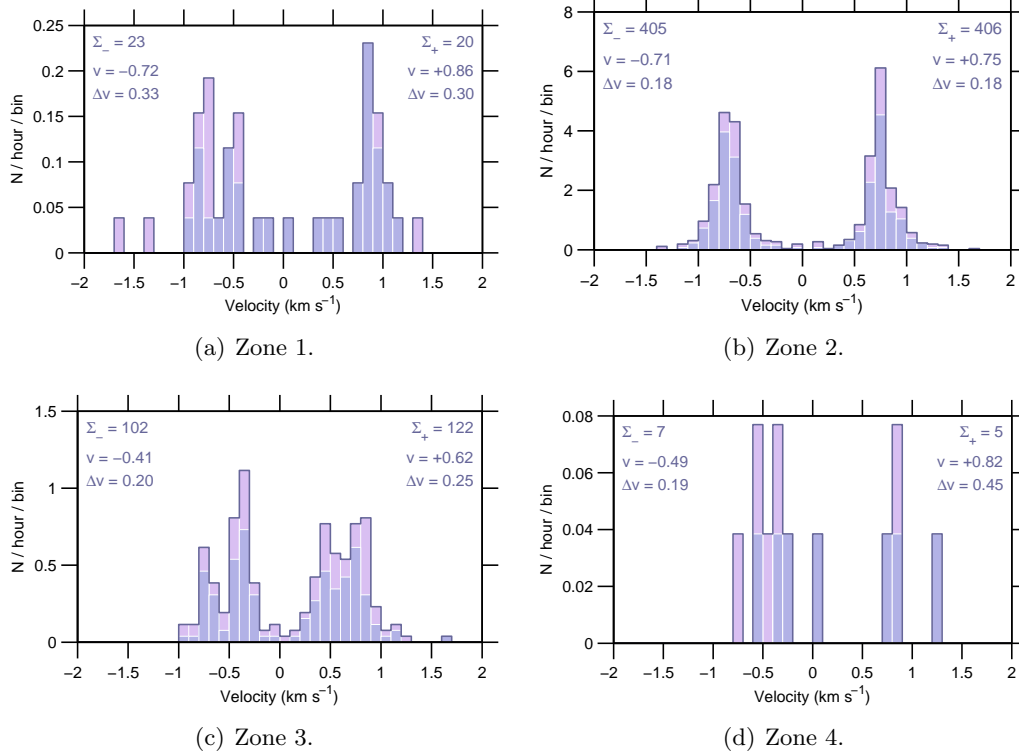 0.25
0.2
0.15
0.1
0.05
0
N / hour / bin
Σ₋ = 23
v = −0.72
Δv = 0.33
Σ₊ = 20
v = +0.86
Δv = 0.30
−2 −1.5 −1 −0.5 0 0.5 1 1.5 2
Velocity (km s⁻¹)
(a) Zone 1.
8
6
4
2
0
N / hour / bin
Σ₋ = 405
v = −0.71
Δv = 0.18
Σ₊ = 406
v = +0.75
Δv = 0.18
−2 −1.5 −1 −0.5 0 0.5 1 1.5 2
Velocity (km s⁻¹)
(b) Zone 2.
1.5
1
0.5
0
N / hour / bin
Σ₋ = 102
v = −0.41
Δv = 0.20
Σ₊ = 122
v = +0.62
Δv = 0.25
−2 −1.5 −1 −0.5 0 0.5 1 1.5 2
Velocity (km s⁻¹)
(c) Zone 3.
0.08
0.06
0.04
0.02
0
N / hour / bin
Σ₋ = 7
v = −0.49
Δv = 0.19
Σ₊ = 5
v = +0.82
Δv = 0.45
−2 −1.5 −1 −0.5 0 0.5 1 1.5 2
Velocity (km s⁻¹)
(d) Zone 4.